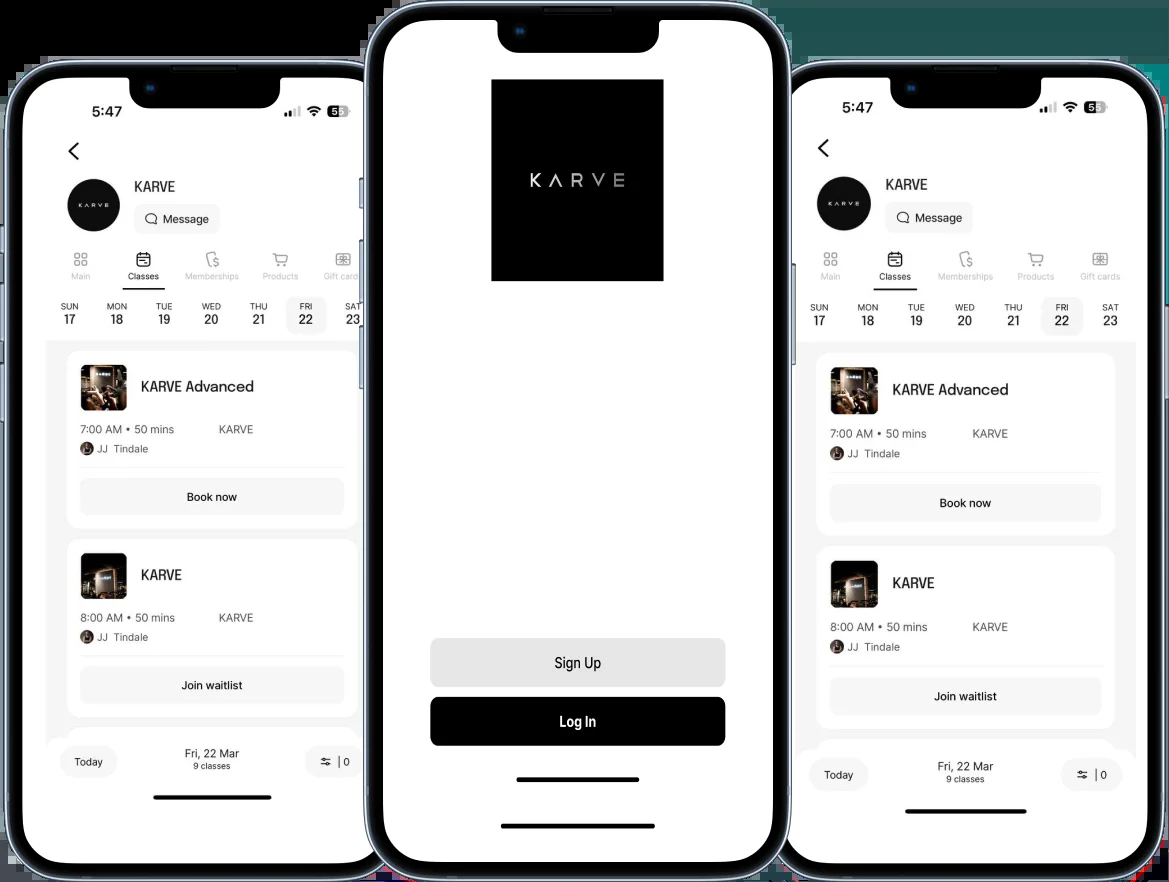 5:47
55
KARVE
KARVE
Message
Main
Classes
Memberships
Products
Gift card
SUN
MON
TUE
WED
THU
FRI
SAT
17
18
19
20
21
22
23
KARVE Advanced
7:00 AM • 50 mins
KARVE
JJ Tindale
Book now
KARVE
8:00 AM • 50 mins
KARVE
JJ Tindale
Join waitlist
Today
Fri, 22 Mar
9 classes
| 0
KARVE
Sign Up
Log In
5:47
55
KARVE
KARVE
Message
Main
Classes
Memberships
Products
Gift cards
SUN
MON
TUE
WED
THU
FRI
SAT
17
18
19
20
21
22
23
KARVE Advanced
7:00 AM • 50 mins
KARVE
JJ Tindale
Book now
KARVE
8:00 AM • 50 mins
KARVE
JJ Tindale
Join waitlist
Today
Fri, 22 Mar
9 classes
| 0